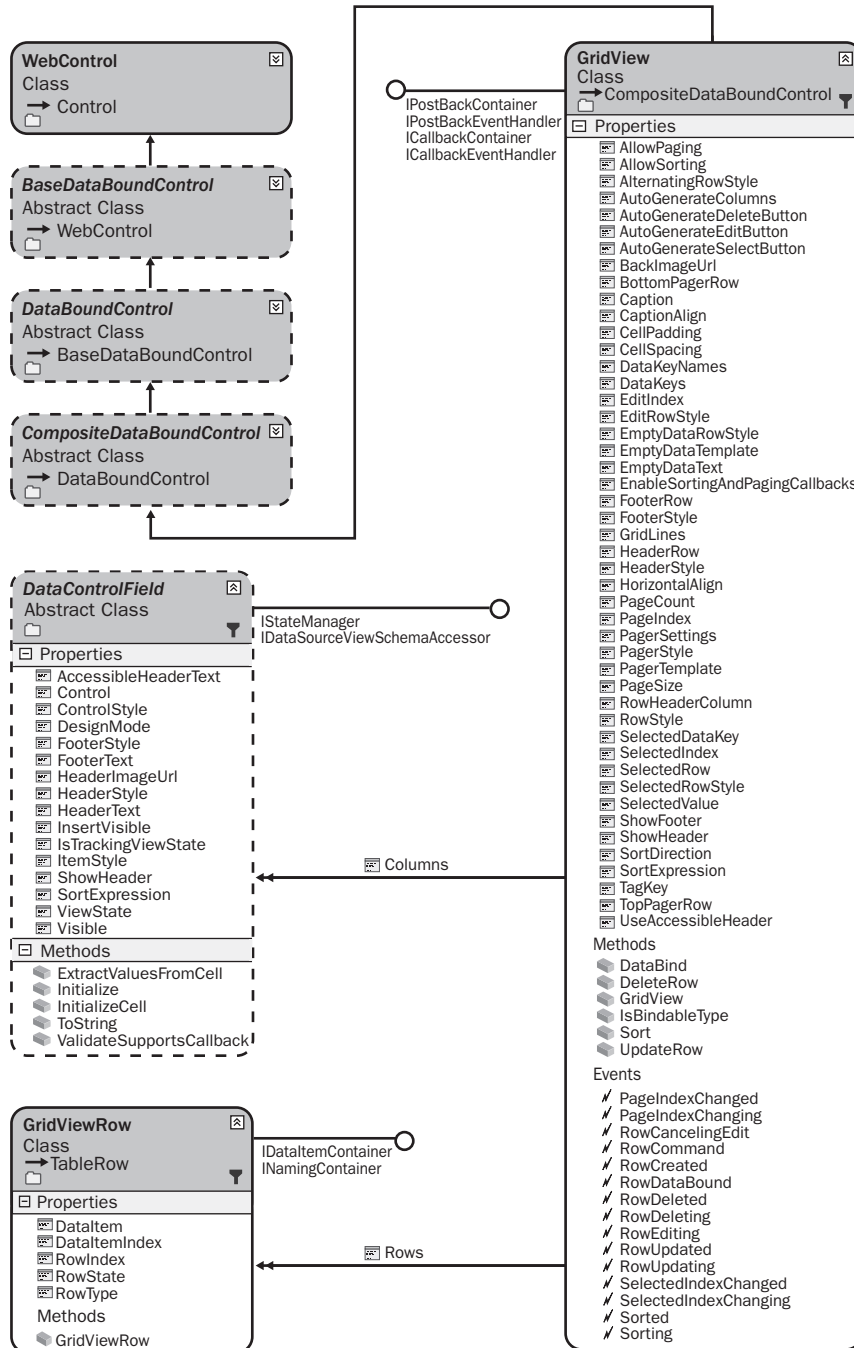 WebControl
Class
Control
BaseDataBoundControl
Abstract Class
WebControl
DataBoundControl
Abstract Class
BaseDataBoundControl
CompositeDataBoundControl
Abstract Class
DataBoundControl
DataControlField
Abstract Class
Properties
AccessibleHeaderText
Control
ControlStyle
DesignMode
FooterStyle
FooterText
HeaderImageUrl
HeaderStyle
HeaderText
InsertVisible
IsTrackingViewState
ItemStyle
ShowHeader
SortExpression
ViewState
Visible
Methods
ExtractValuesFromCell
Initialize
InitializeCell
ToString
ValidateSupportsCallback
IStateManager
IDataSourceViewSchemaAccessor
GridViewRow
Class
TableRow
Properties
DataItem
DataItemIndex
RowIndex
RowState
RowType
Methods
GridViewRow
IDataItemContainer
INamingContainer
Columns
Rows
IPostBackContainer
IPostBackEventHandler
ICallbackContainer
ICallbackEventHandler
GridView
Class
CompositeDataBoundControl
Properties
AllowPaging
AllowSorting
AlternatingRowStyle
AutoGenerateColumns
AutoGenerateDeleteButton
AutoGenerateEditButton
AutoGenerateSelectButton
BackImageUrl
BottomPagerRow
Caption
CaptionAlign
CellPadding
CellSpacing
DataKeyNames
DataKeys
EditIndex
EditRowStyle
EmptyDataRowStyle
EmptyDataTemplate
EmptyDataText
EnableSortingAndPagingCallbacks
FooterRow
FooterStyle
GridLines
HeaderRow
HeaderStyle
HorizontalAlign
PageCount
PageIndex
PagerSettings
PagerStyle
PagerTemplate
PageSize
RowHeaderColumn
RowStyle
SelectedDataKey
SelectedIndex
SelectedRow
SelectedRowStyle
SelectedValue
ShowFooter
ShowHeader
SortDirection
SortExpression
TagKey
TopPagerRow
UseAccessibleHeader
Methods
DataBind
DeleteRow
GridView
IsBindableType
Sort
UpdateRow
Events
PageIndexChanged
PageIndexChanging
RowCancelingEdit
RowCommand
RowCreated
RowDataBound
RowDeleted
RowDeleting
RowEditing
RowUpdated
RowUpdating
SelectedIndexChanged
SelectedIndexChanging
Sorted
Sorting